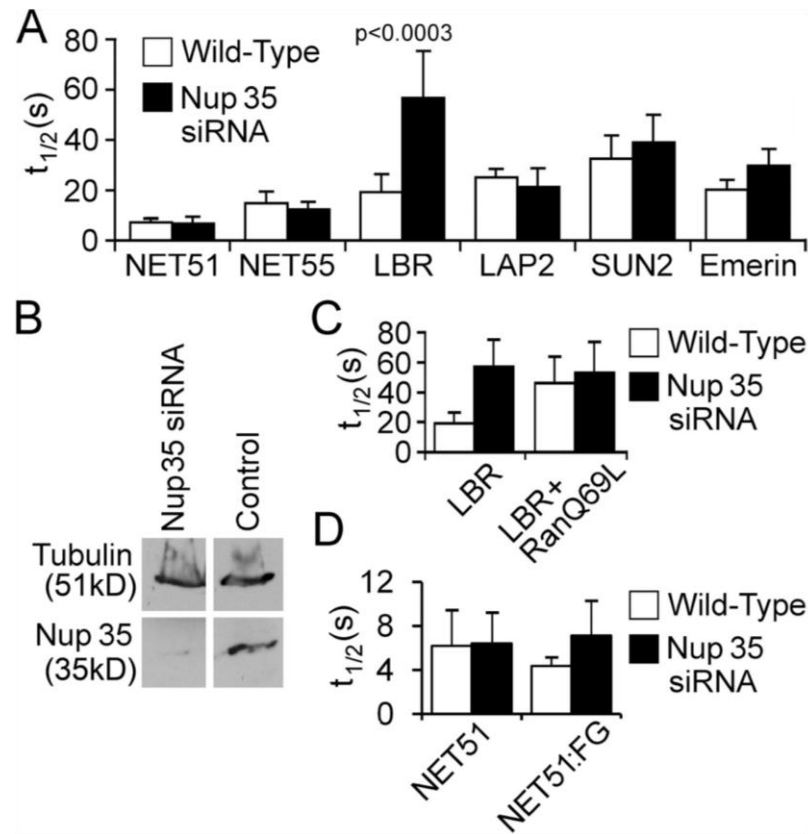 A
80
60
40
20
0
t1/2(s)
Wild-Type
Nup 35
siRNA
p<0.0003
NET51 NET55 LBR LAP2 SUN2 Emerin
B
Nup35 siRNA
Control
Tubulin
(51kD)
Nup 35
(35kD)
C
80
60
40
20
0
t1/2(s)
Wild-Type
Nup 35
siRNA
LBR
LBR+
RanQ69L
D
12
8
4
0
t1/2(s)
Wild-Type
Nup 35
siRNA
NET51
NET51:FG